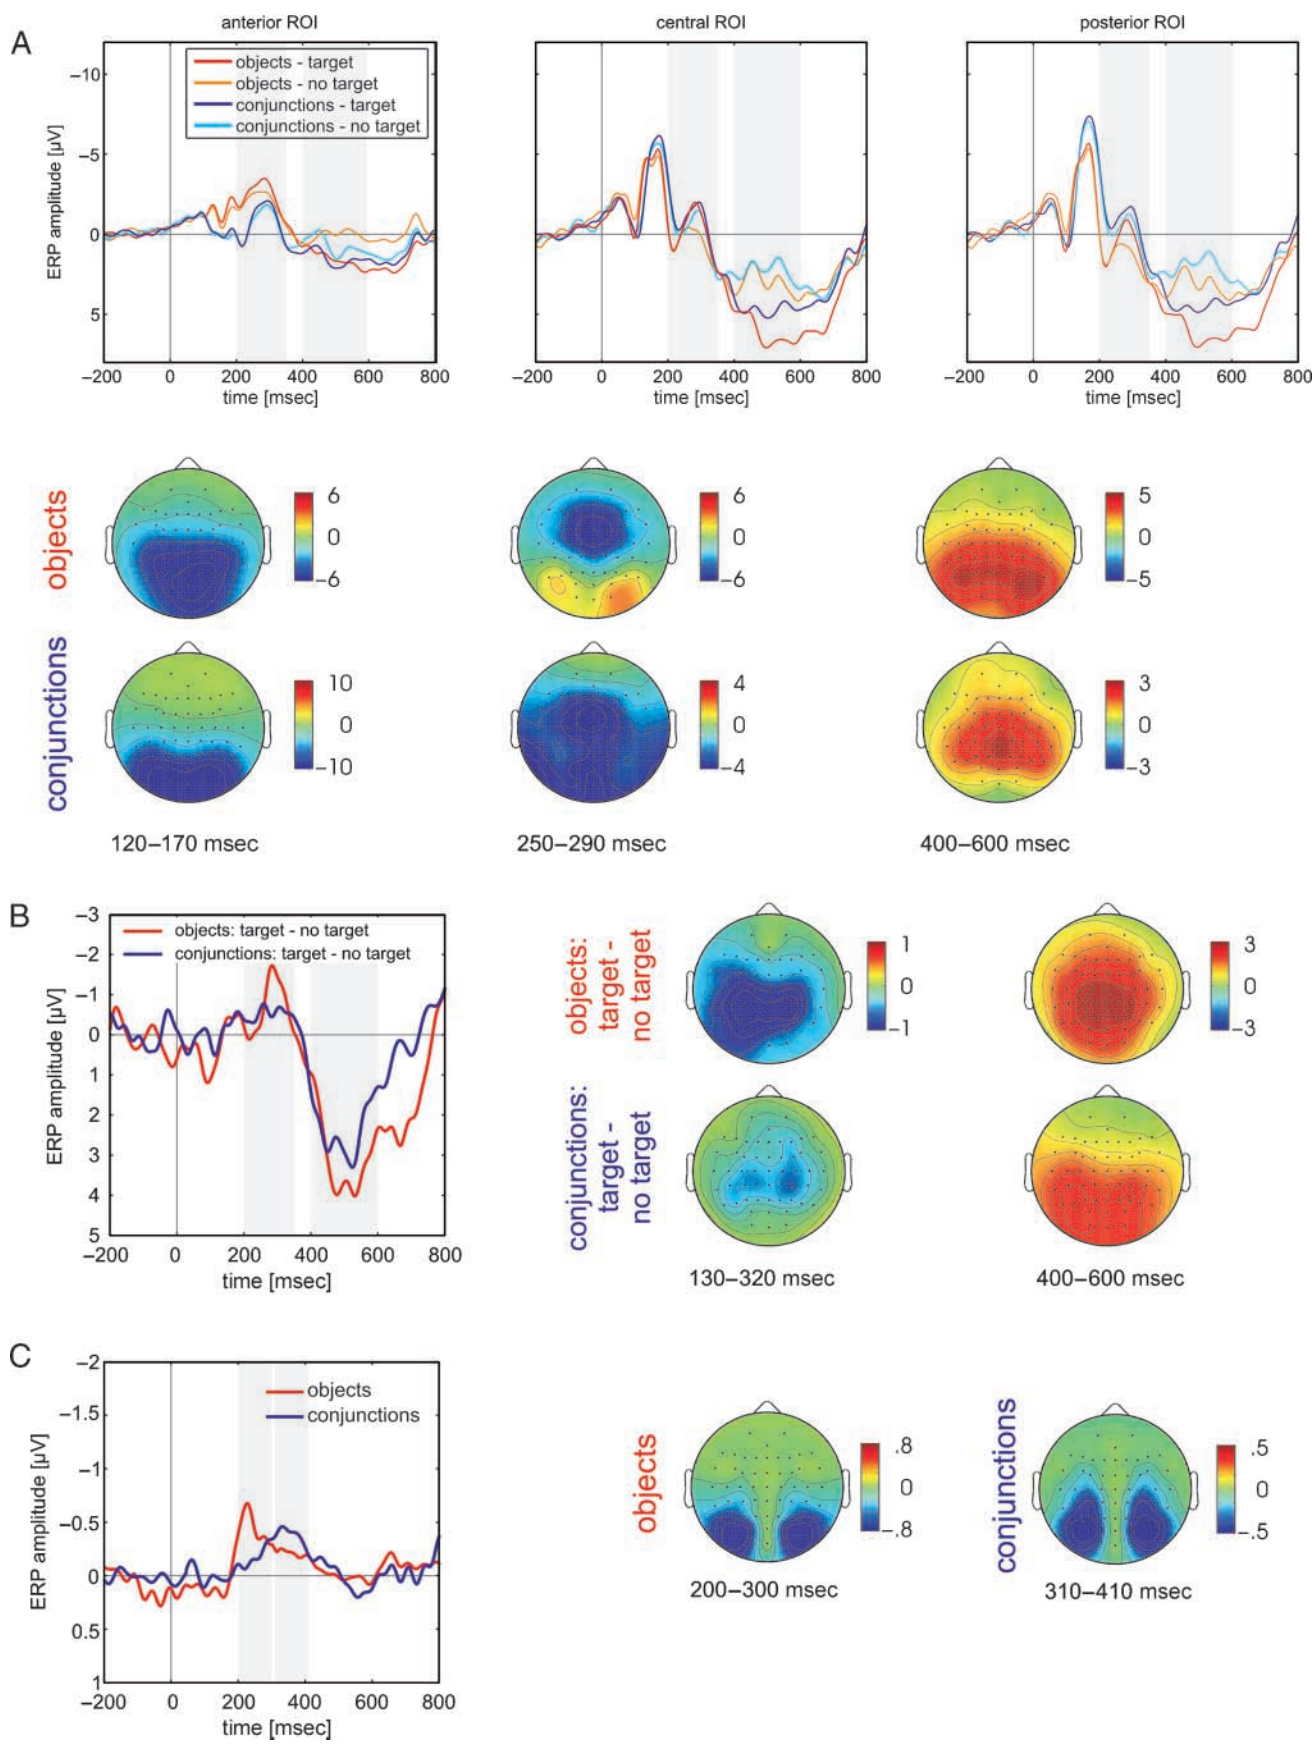 A
anterior ROI
central ROI
posterior ROI
objects - target
objects - no target
conjunctions - target
conjunctions - no target
ERP amplitude [µV]
−10
−5
0
5
−200 0 200 400 600 800
time [msec]
−200 0 200 400 600 800
time [msec]
−200 0 200 400 600 800
time [msec]
objects
6
0
−6
6
0
−6
5
0
−5
conjunctions
10
0
−10
4
0
−4
3
0
−3
120–170 msec
250–290 msec
400–600 msec
B
objects: target - no target
conjunctions: target - no target
ERP amplitude [µV]
−3
−2
−1
0
1
2
3
4
5
−200 0 200 400 600 800
time [msec]
objects:
target -
no target
1
0
−1
3
0
−3
conjunctions:
target -
no target
130–320 msec
400–600 msec
C
objects
conjunctions
ERP amplitude [µV]
−2
−1.5
−1
−0.5
0
0.5
1
−200 0 200 400 600 800
time [msec]
objects
.8
0
−.8
200–300 msec
conjunctions
.5
0
−.5
310–410 msec